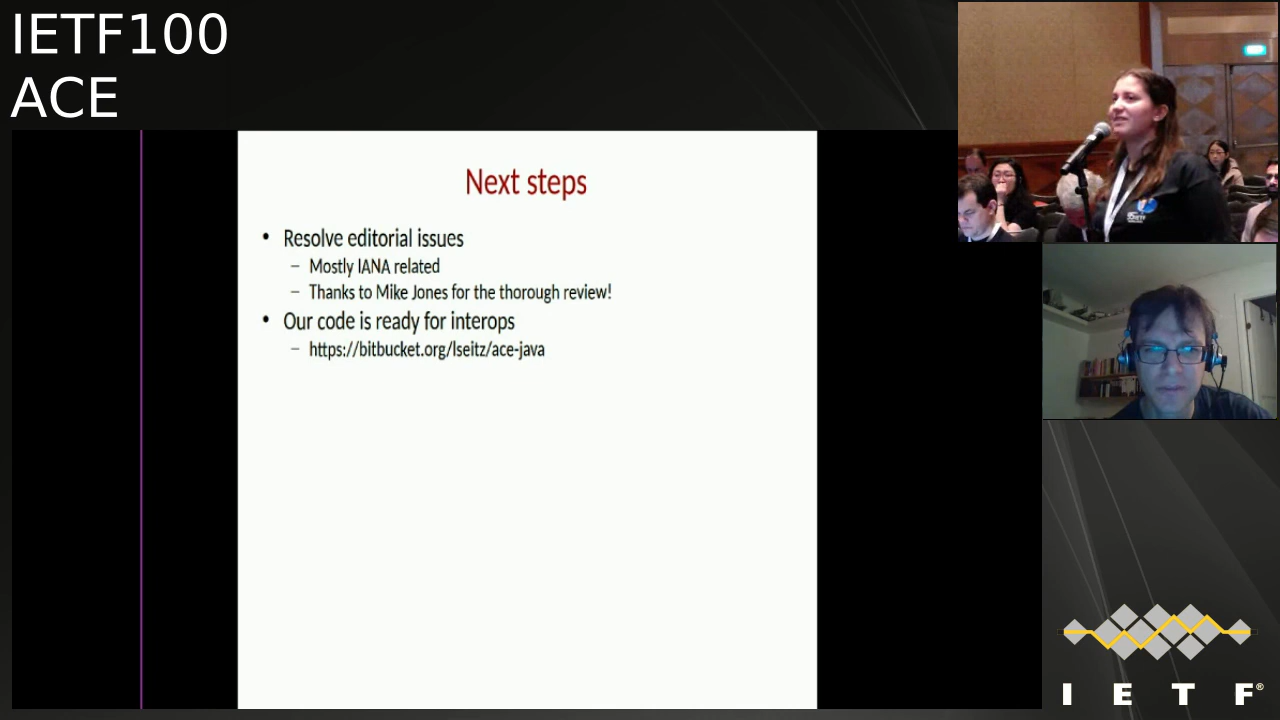 IETF100
ACE
Next steps
• Resolve editorial issues
– Mostly IANA related
– Thanks to Mike Jones for the thorough review!
• Our code is ready for interops
– https://bitbucket.org/lseitz/ace-java
I E T F®